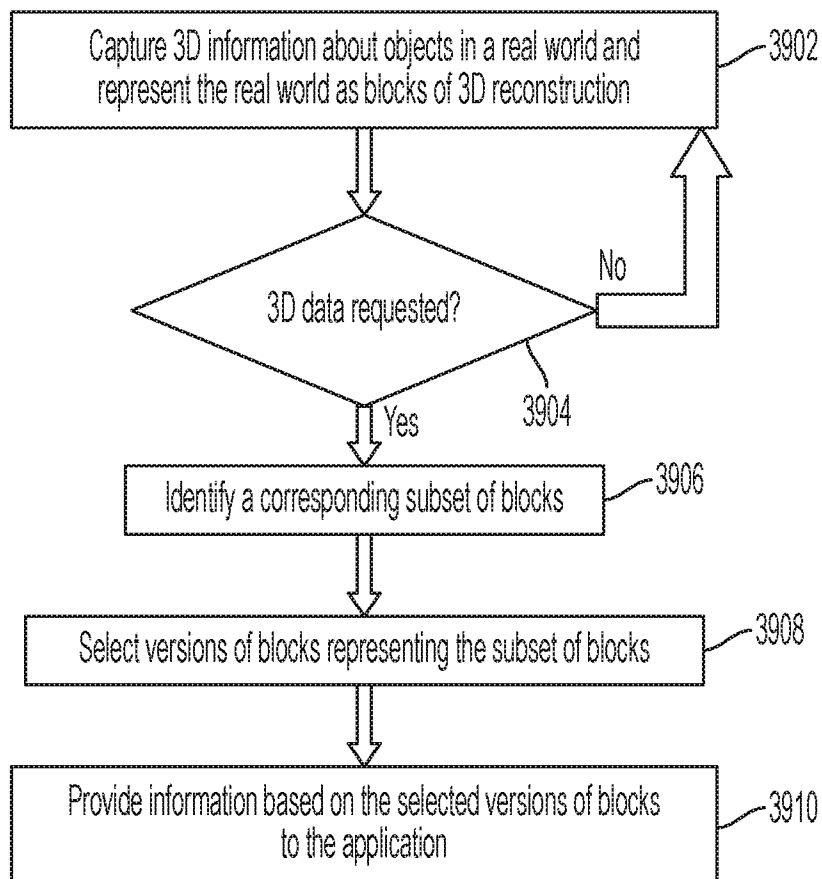 Capture 3D information about objects in a real world and
represent the real world as blocks of 3D reconstruction
3902
No
3D data requested?
3904
Yes
Identify a corresponding subset of blocks
3906
Select versions of blocks representing the subset of blocks
3908
Provide information based on the selected versions of blocks
to the application
3910